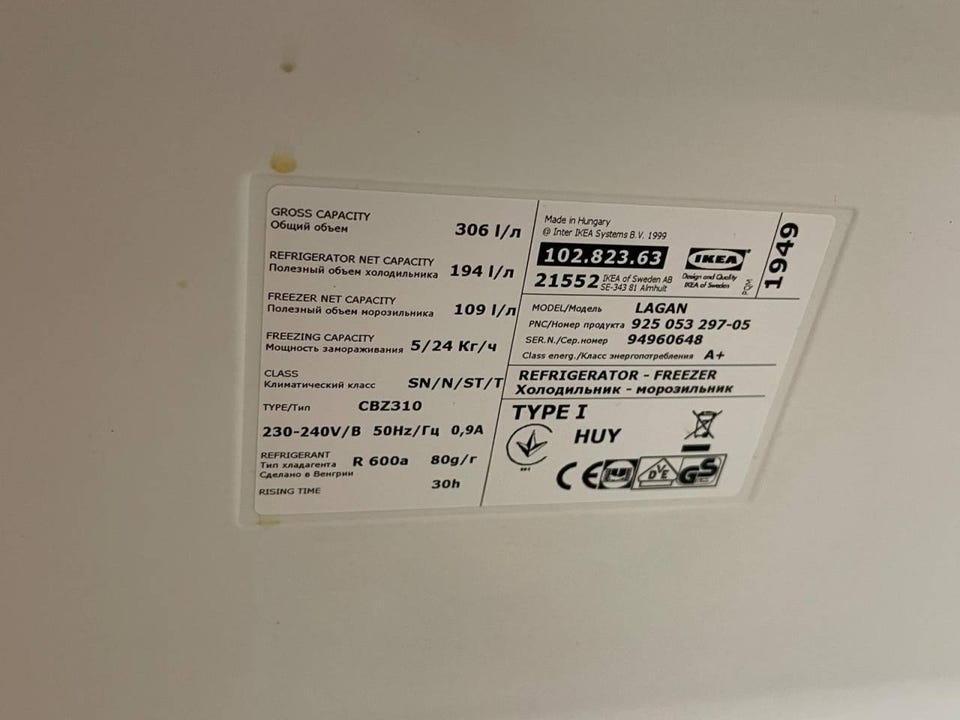 GROSS CAPACITY
Общий объем 306 l/л
REFRIGERATOR NET CAPACITY
Полезный объем холодильника 194 l/л
FREEZER NET CAPACITY
Полезный объем морозильника 109 l/л
FREEZING CAPACITY
Мощность замораживания 5/24 Кг/ч
CLASS
Климатический класс SN/N/ST/T
TYPE/Тип CBZ310
230-240V/В 50Hz/Гц 0,9A
REFRIGERANT
Тип хладагента R 600a 80g/г
Сделано в Венгрии
RISING TIME 30h
Made in Hungary
@ Inter IKEA Systems B.V. 1999
102.823.63
21552 IKEA of Sweden AB
SE-343 81 Älmhult
IKEA
Design and Quality
IKEA of Sweden
1949
MODEL/Модель LAGAN
PNC/Номер продукта 925 053 297-05
SER.N./Сер.номер 94960648
Class energ./Класс энергопотребления A+
REFRIGERATOR - FREEZER
Холодильник - морозильник
TYPE I
HUY
CE
DVE
GS